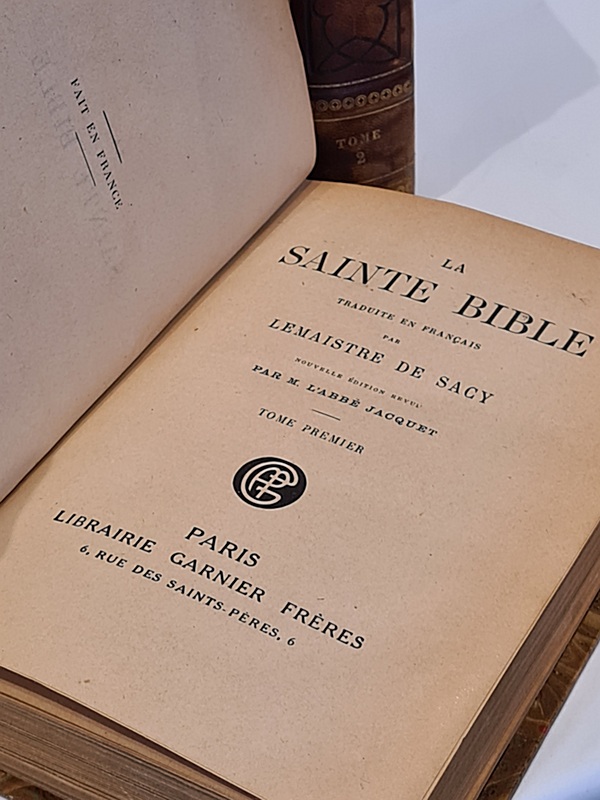 FAIT EN FRANCE
TOME
2
LA
SAINTE BIBLE
TRADUITE EN FRANÇAIS
PAR
LEMAISTRE DE SACY
NOUVELLE ÉDITION REVUE
PAR M. L'ABBÉ JACQUET
TOME PREMIER
PARIS
LIBRAIRIE GARNIER FRÈRES
6, RUE DES SAINTS-PÈRES, 6